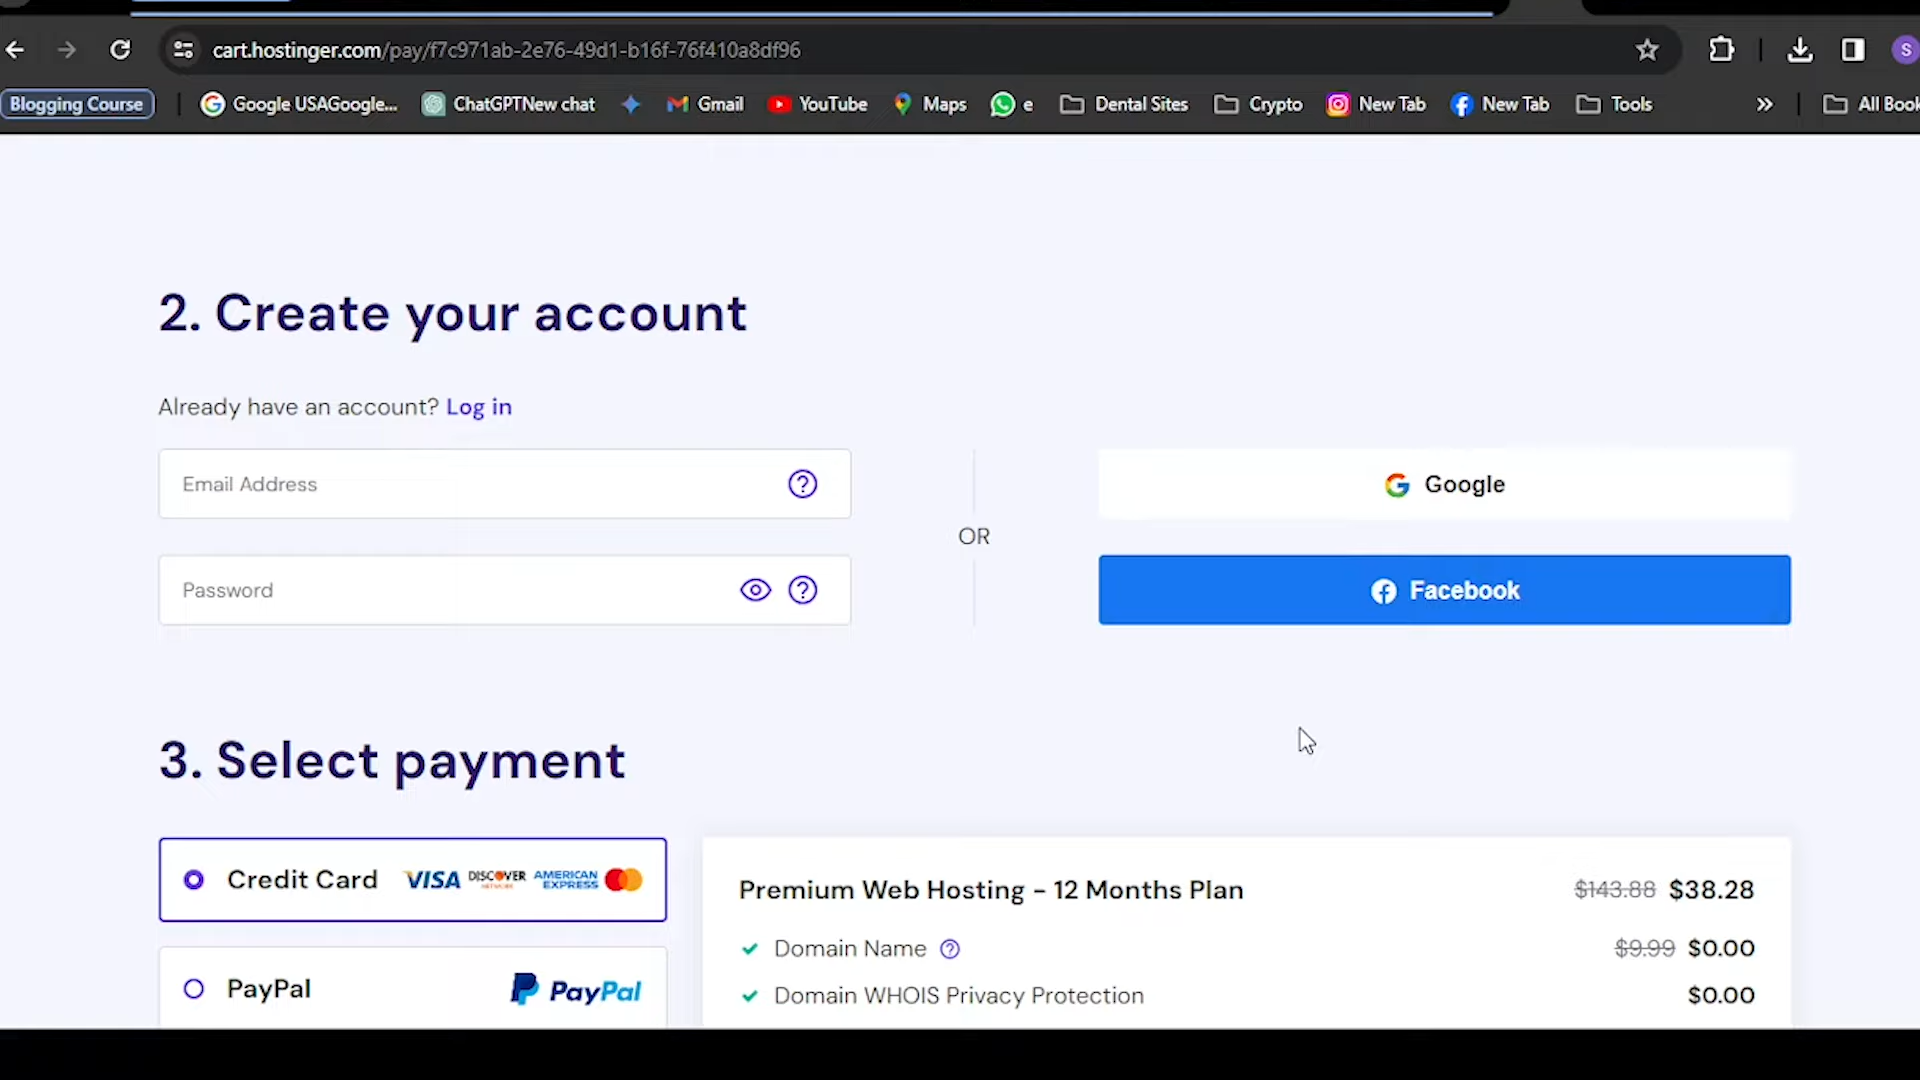 cart.hostinger.com/pay/f7c971ab-2e76-49d1-b16f-76f410a8df96
S
Blogging Course
Google USAGoogle...
ChatGPTNew chat
Gmail
YouTube
Maps
e
Dental Sites
Crypto
New Tab
New Tab
Tools
All Book
2. Create your account
Already have an account? Log in
Email Address
Password
OR
Google
Facebook
3. Select payment
Credit Card VISA DISCOVER NETWORK AMERICAN EXPRESS
PayPal PayPal
Premium Web Hosting - 12 Months Plan $143.88 $38.28
Domain Name $9.99 $0.00
Domain WHOIS Privacy Protection $0.00